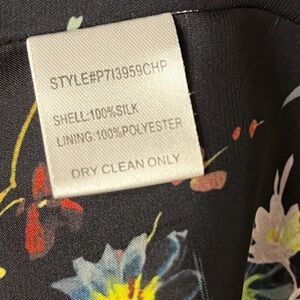 STYLE#P7I3959CHP
SHELL:100%SILK
LINING:100%POLYESTER
DRY CLEAN ONLY